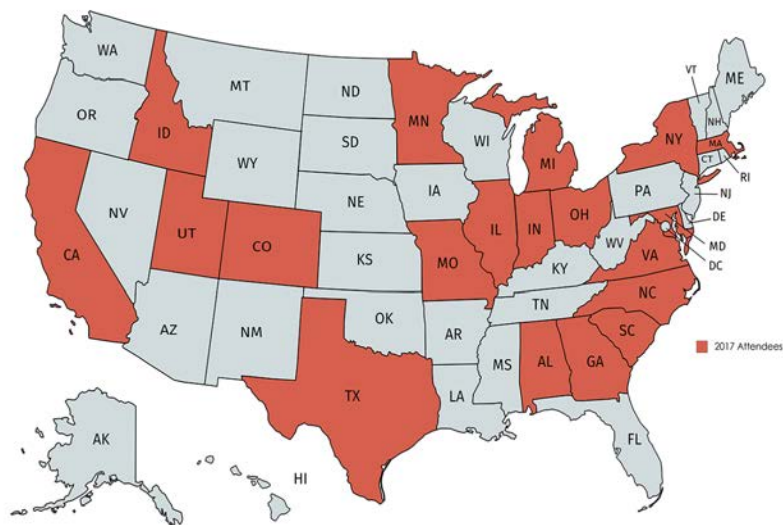 WA
MT
ND
MN
VT
ME
OR
ID
SD
WI
NH
NY
MA
WY
MI
CT
RI
IA
PA
NJ
NV
NE
IL
IN
OH
DE
UT
CO
WV
MD
CA
KS
MO
VA
DC
KY
NC
TN
AZ
NM
OK
AR
SC
2017 Attendees
MS
AL
GA
TX
LA
AK
FL
HI